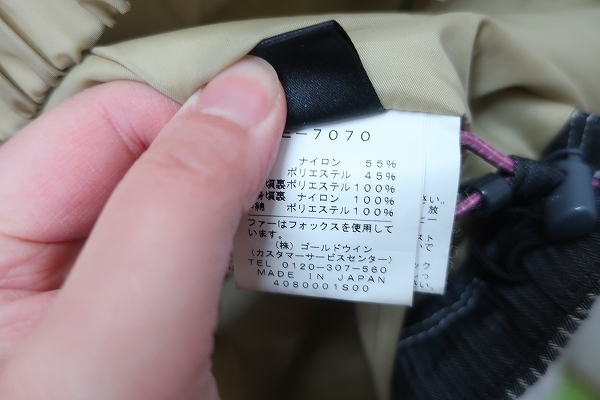 －7070
ナイロン 55%
ポリエステル 45%
ポリエステル100%
ナイロン 100%
ポリエステル 100%
ファーはフォックスを使用して
います。
(株) ゴールドウイン
(カスタマーサービスセンター)
TEL 0120-307-560
MADE IN JAPAN
4080001S00